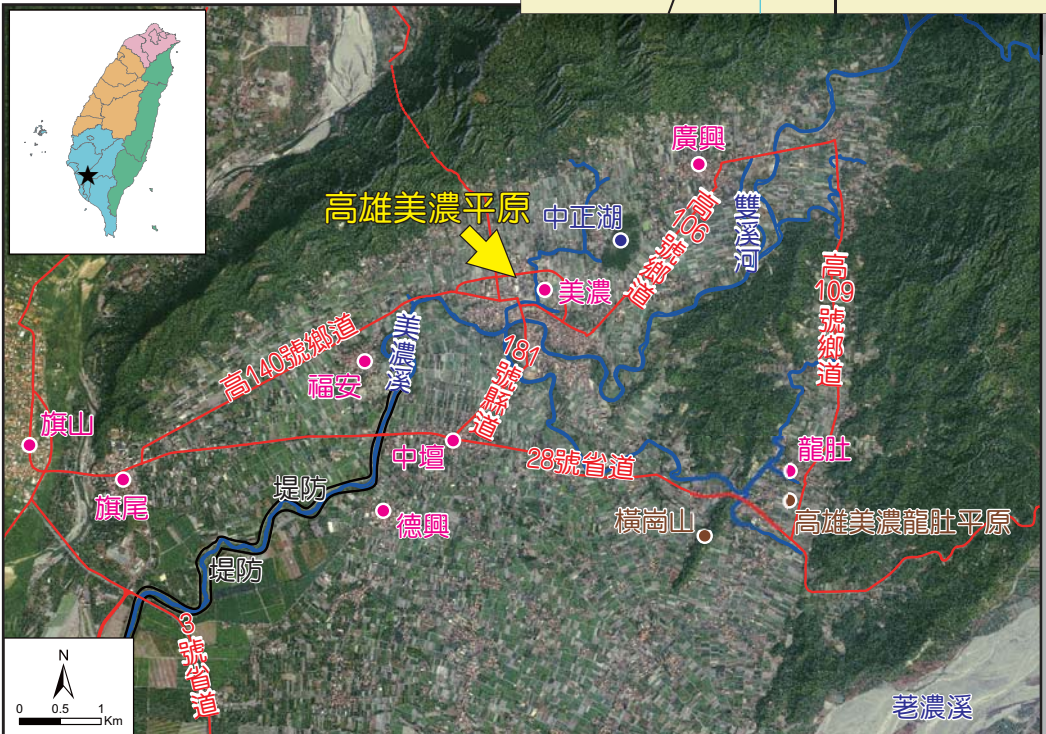 廣興
高雄美濃平原
中正湖
高106號鄉道
雙溪河
美濃
高109號鄉道
美濃溪
181號縣道
高140號鄉道
福安
旗山
中壇
28號省道
龍肚
旗尾
堤防
德興
橫崗山
高雄美濃龍肚平原
堤防
3號省道
N
0 0.5 1
Km
荖濃溪